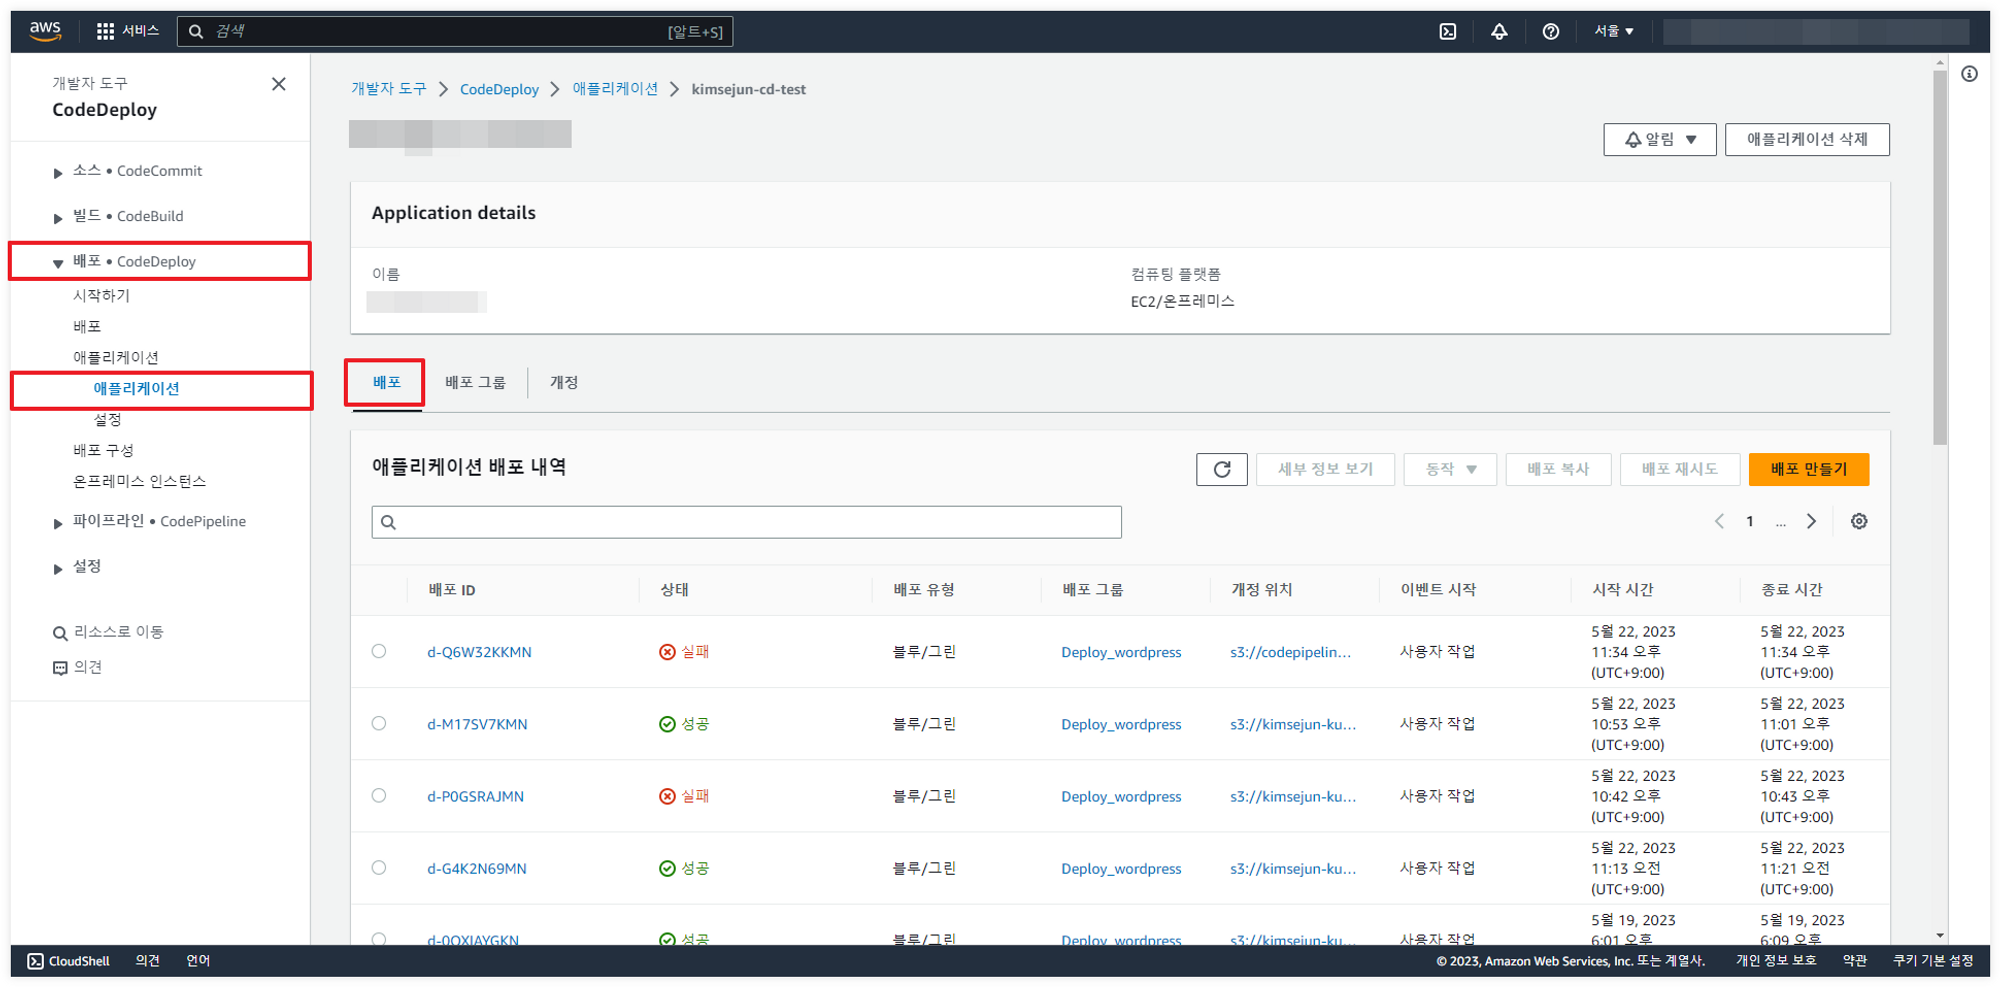 aws
서비스
검색
[알트+S]
서울 ▼
개발자 도구
CodeDeploy
소스 • CodeCommit
빌드 • CodeBuild
배포 • CodeDeploy
시작하기
배포
애플리케이션
애플리케이션
설정
배포 구성
온프레미스 인스턴스
파이프라인 • CodePipeline
설정
리소스로 이동
의견
개발자 도구 > CodeDeploy > 애플리케이션 > kimsejun-cd-test
알림 ▼
애플리케이션 삭제
Application details
이름
컴퓨팅 플랫폼
EC2/온프레미스
배포
배포 그룹
개정
애플리케이션 배포 내역
세부 정보 보기
동작 ▼
배포 복사
배포 재시도
배포 만들기
1 ...
배포 ID 상태 배포 유형 배포 그룹 개정 위치 이벤트 시작 시작 시간 종료 시간
d-Q6W32KKMN 실패 블루/그린 Deploy_wordpress s3://codepipelin... 사용자 작업
5월 22, 2023
11:34 오후
(UTC+9:00)
5월 22, 2023
11:34 오후
(UTC+9:00)
d-M17SV7KMN 성공 블루/그린 Deploy_wordpress s3://kimsejun-ku... 사용자 작업
5월 22, 2023
10:53 오후
(UTC+9:00)
5월 22, 2023
11:01 오후
(UTC+9:00)
d-P0GSRAJMN 실패 블루/그린 Deploy_wordpress s3://kimsejun-ku... 사용자 작업
5월 22, 2023
10:42 오후
(UTC+9:00)
5월 22, 2023
10:43 오후
(UTC+9:00)
d-G4K2N69MN 성공 블루/그린 Deploy_wordpress s3://kimsejun-ku... 사용자 작업
5월 22, 2023
11:13 오전
(UTC+9:00)
5월 22, 2023
11:21 오전
(UTC+9:00)
성공 블루/그린 Deploy_wordpress s3://kimsejun-ku... 사용자 작업
5월 19, 2023
6:01 오후
5월 19, 2023
6:09 오후
CloudShell
의견
언어
© 2023, Amazon Web Services, Inc. 또는 계열사.
개인 정보 보호
약관
쿠키 기본 설정